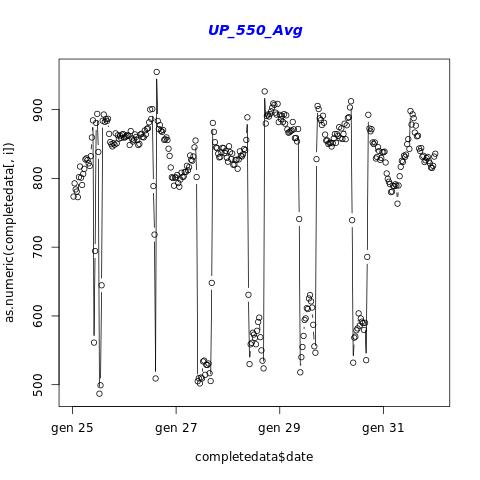 UP_550_Avg
as.numeric(completedata[, i])
900
800
700
600
500
gen 25
gen 27
gen 29
gen 31
completedata$date